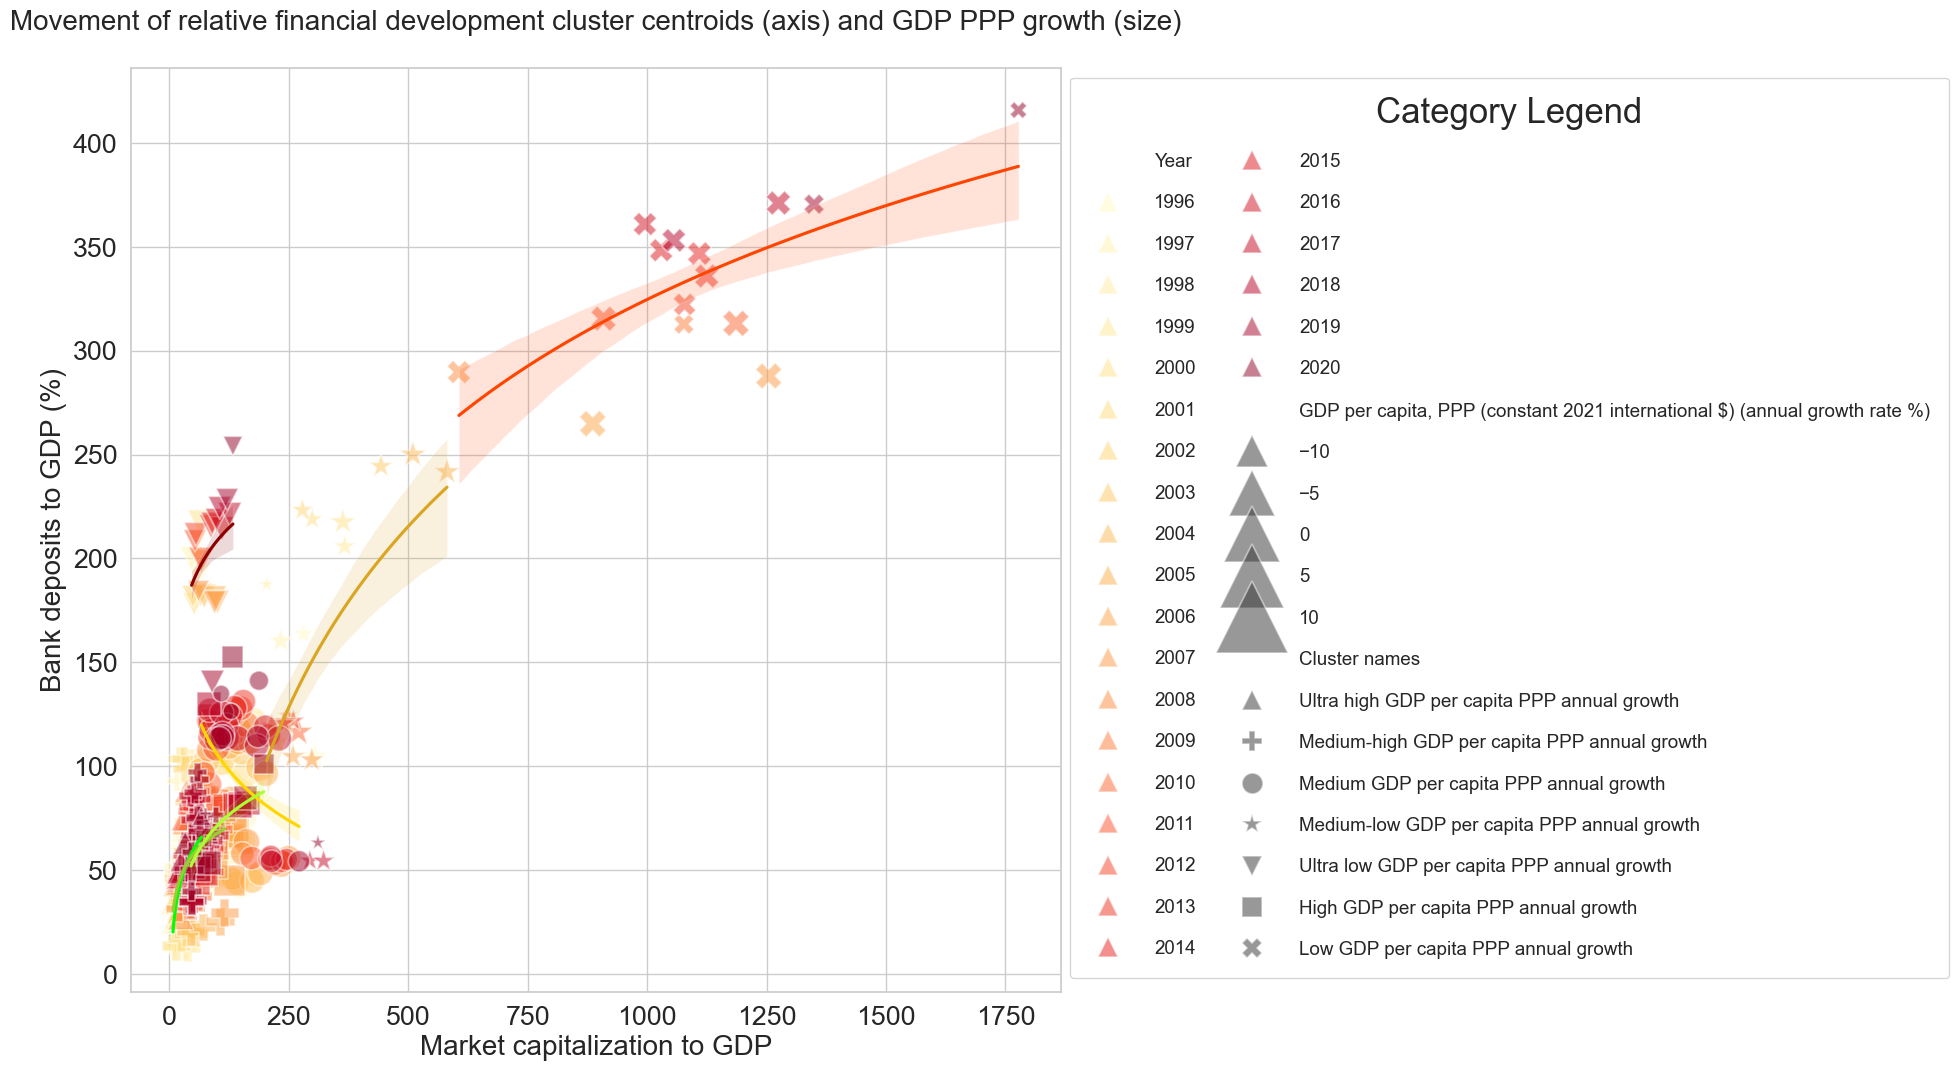 Movement of relative financial development cluster centroids (axis) and GDP PPP growth (size)
400
350
300
250
200
150
100
50
0
Bank deposits to GDP (%)
0 250 500 750 1000 1250 1500 1750
Market capitalization to GDP
Category Legend
Year
1996
1997
1998
1999
2000
2001
2002
2003
2004
2005
2006
2007
2008
2009
2010
2011
2012
2013
2014
2015
2016
2017
2018
2019
2020
GDP per capita, PPP (constant 2021 international $) (annual growth rate %)
−10
−5
0
5
10
Cluster names
Ultra high GDP per capita PPP annual growth
Medium-high GDP per capita PPP annual growth
Medium GDP per capita PPP annual growth
Medium-low GDP per capita PPP annual growth
Ultra low GDP per capita PPP annual growth
High GDP per capita PPP annual growth
Low GDP per capita PPP annual growth